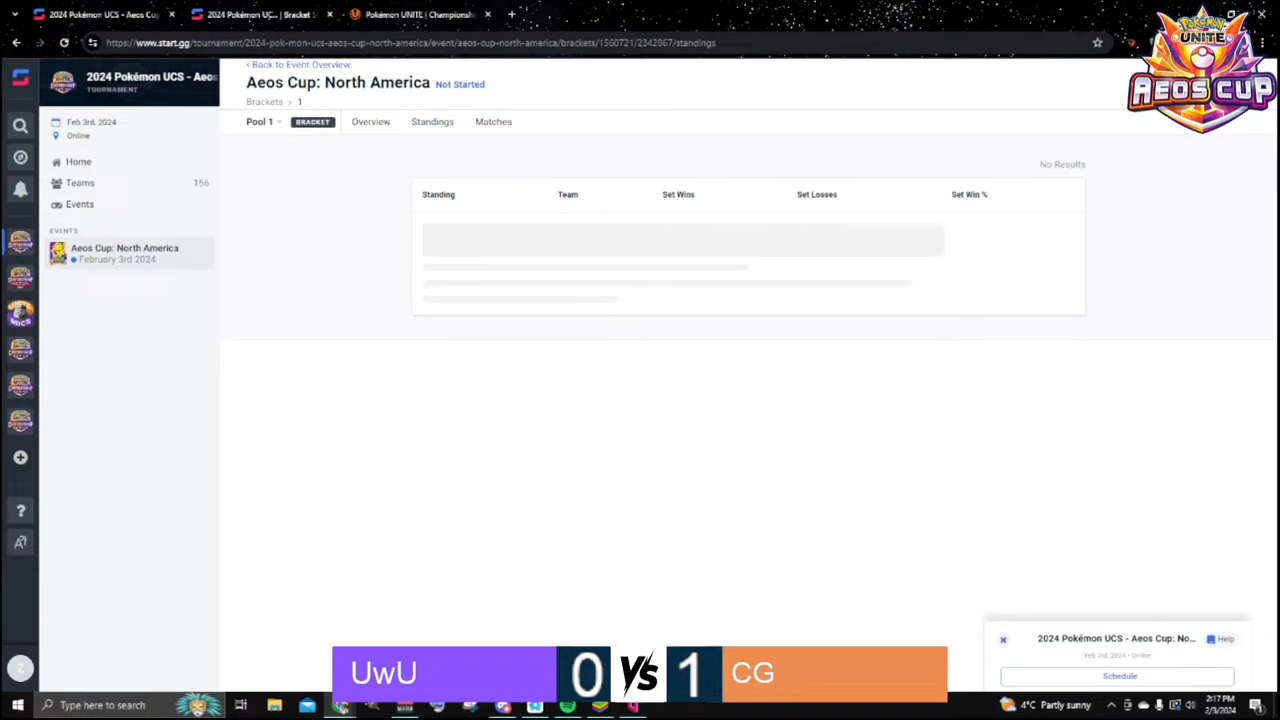 2024 Pokémon UCS - Aeos Cup
2024 Pokémon UC... | Bracket S
Pokémon UNITE | Championshi
https://www.start.gg/tournament/2024-pok-mon-ucs-aeos-cup-north-america/event/aeos-cup-north-america/brackets/1560721/2342867/standings
POKÉMON
UNITE
AEOS CUP
2024 Pokémon UCS - Aeos
TOURNAMENT
Feb 3rd, 2024
Online
Home
Teams 156
Events
EVENTS
Aeos Cup: North America
February 3rd 2024
< Back to Event Overview
Aeos Cup: North America Not Started
Brackets > 1
Pool 1 BRACKET Overview Standings Matches
No Results
Standing Team Set Wins Set Losses Set Win %
2024 Pokémon UCS - Aeos Cup: No... Help
Feb 3rd, 2024 • Online
Schedule
UwU 0 Vs 1 CG
Z
Type here to search
4°C Partly sunny
2:17 PM
2/3/2024